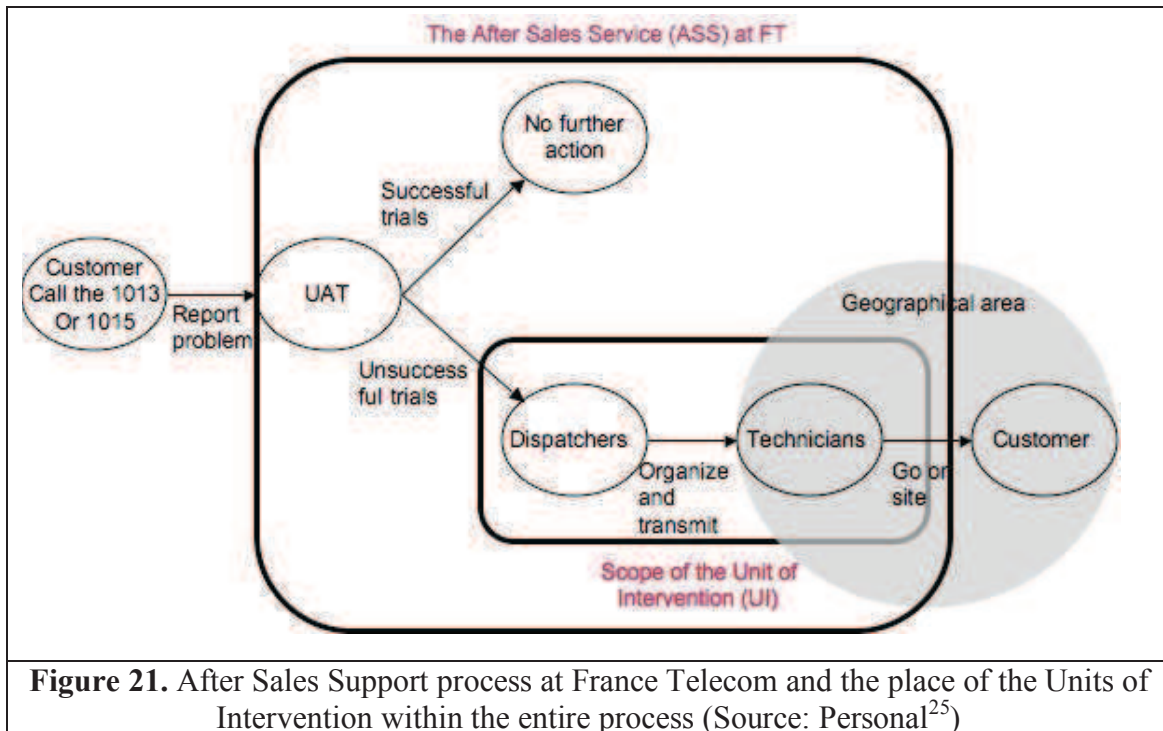 The After Sales Service (ASS) at FT
No further
action
Successful
trials
Customer
Call the 1013
Or 1015
Report
problem
UAT
Geographical area
Unsuccess
ful trials
Dispatchers
Organize
and
transmit
Technicians
Go on
site
Customer
Scope of the Unit of
Intervention (UI)
Figure 21. After Sales Support process at France Telecom and the place of the Units of
Intervention within the entire process (Source: Personal25)